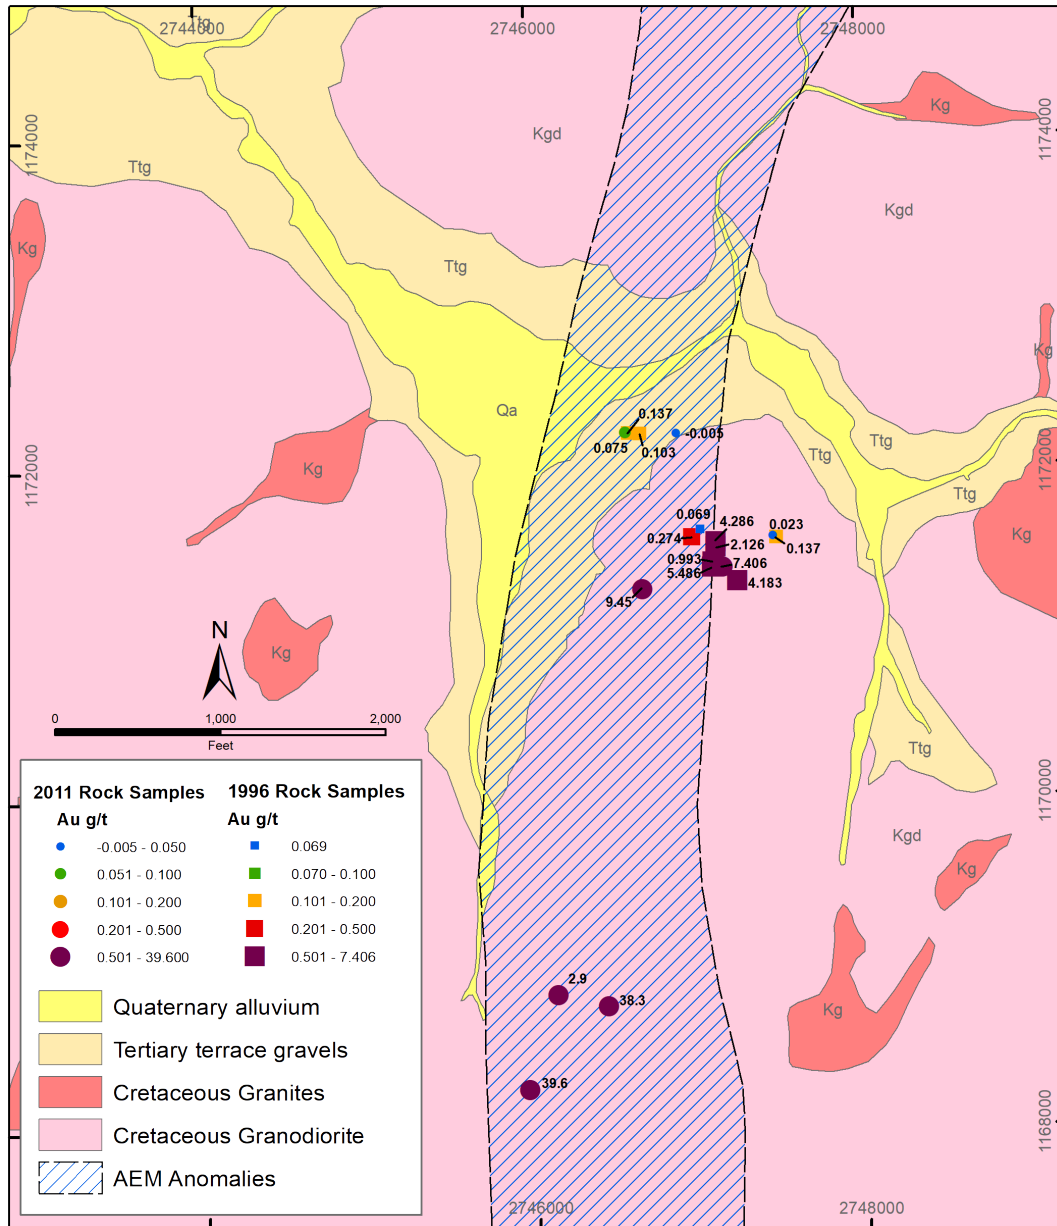 Ttg
2744000
2746000
2748000
Kg
1174000
1174000
Kgd
Ttg
Kgd
Kg
Ttg
Kg
Qa
0.137
-0.005
0.075
0.103
Ttg
Ttg
1172000
1172000
Kg
Ttg
0.069
4.286
0.023
0.274
2.126
0.137
Kg
0.993
7.406
5.486
4.183
9.45
N
Kg
0
1,000
2,000
Feet
Ttg
1170000
2011 Rock Samples
Au g/t
-0.005 - 0.050
0.051 - 0.100
0.101 - 0.200
0.201 - 0.500
0.501 - 39.600
1996 Rock Samples
Au g/t
0.069
0.070 - 0.100
0.101 - 0.200
0.201 - 0.500
0.501 - 7.406
Kgd
Kg
2.9
38.3
Kg
39.6
1168000
Quaternary alluvium
Tertiary terrace gravels
Cretaceous Granites
Cretaceous Granodiorite
AEM Anomalies
2746000
2748000